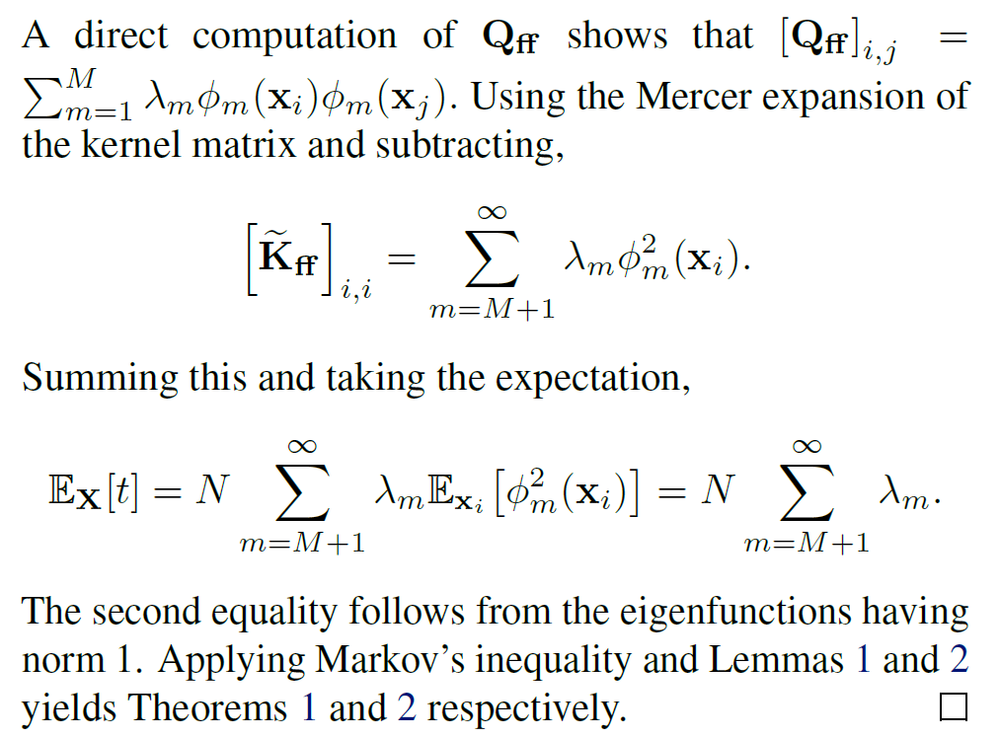 A direct computation of $\mathbf{Q}_{\mathbf{ff}}$ shows that $[\mathbf{Q}_{\mathbf{ff}}]_{i,j} =$
$\sum_{m=1}^{M} \lambda_m \phi_m(\mathbf{x}_i)\phi_m(\mathbf{x}_j)$. Using the Mercer expansion of
the kernel matrix and subtracting,
$\left[\widetilde{\mathbf{K}}_{\mathbf{ff}}\right]_{i,i} = \sum_{m=M+1}^{\infty} \lambda_m \phi_m^2(\mathbf{x}_i).$
Summing this and taking the expectation,
$\mathbb{E}_{\mathbf{X}}[t] = N \sum_{m=M+1}^{\infty} \lambda_m \mathbb{E}_{\mathbf{x}_i}\left[\phi_m^2(\mathbf{x}_i)\right] = N \sum_{m=M+1}^{\infty} \lambda_m.$
The second equality follows from the eigenfunctions having
norm 1. Applying Markov's inequality and Lemmas 1 and 2
yields Theorems 1 and 2 respectively. □